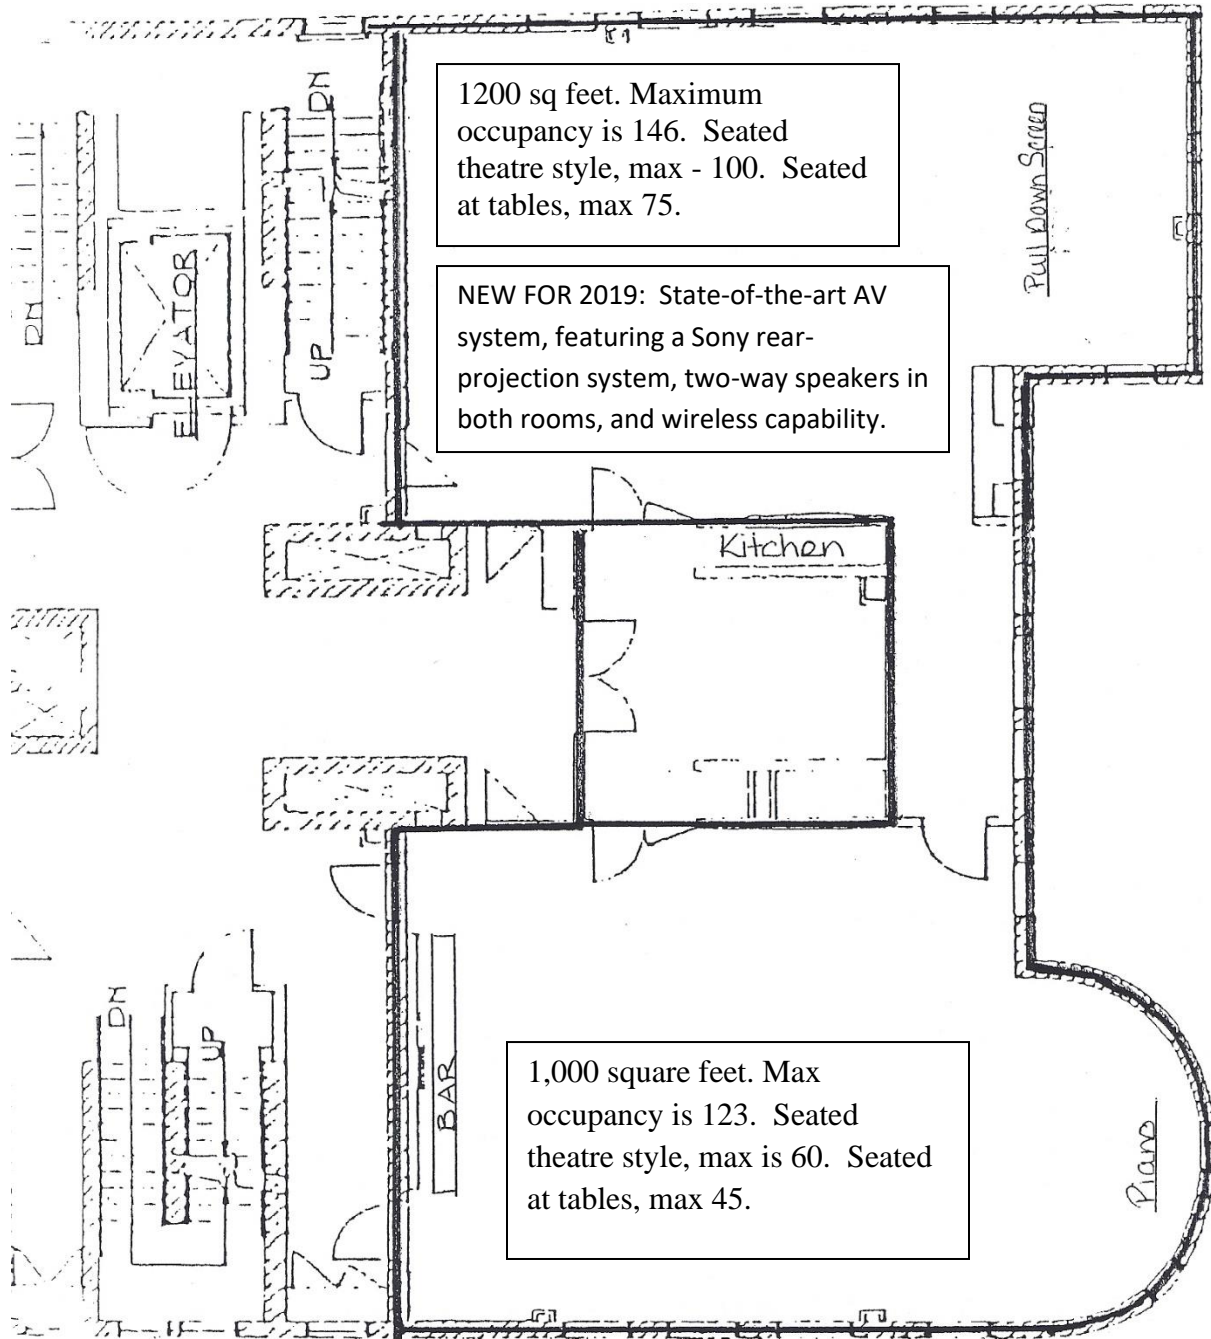 DN
1200 sq feet. Maximum
occupancy is 146.  Seated
theatre style, max - 100.  Seated
at tables, max 75.
Pull Down Screen
DN
ELEVATOR
UP
NEW FOR 2019:  State-of-the-art AV
system, featuring a Sony rear-
projection system, two-way speakers in
both rooms, and wireless capability.
Kitchen
DN
UP
BAR
1,000 square feet. Max
occupancy is 123.  Seated
theatre style, max is 60.  Seated
at tables, max 45.
Piano